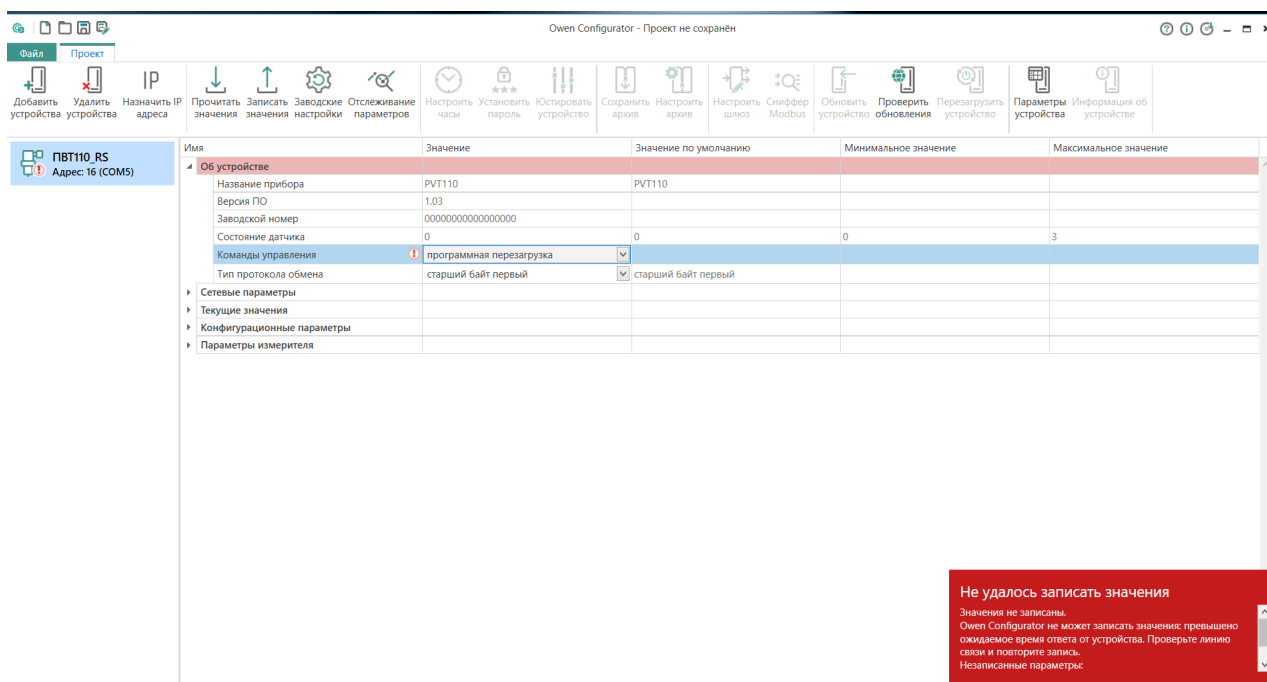 Owen Configurator - Проект не сохранён
Файл Проект
Добавить устройства
Удалить устройства
IP
Назначить IP адреса
Прочитать значения
Записать значения
Заводские настройки
Отслеживание параметров
Настроить часы
Установить пароль
Юстировать устройство
Сохранить архив
Настроить архив
Настроить шлюз
Сниффер Modbus
Обновить устройство
Проверить обновления
Перезагрузить устройство
Параметры устройства
Информация об устройстве
ПВТ110_RS
Адрес: 16 (COM5)
Имя Значение Значение по умолчанию Минимальное значение Максимальное значение
Об устройстве
Название прибора PVT110 PVT110
Версия ПО 1.03
Заводской номер 00000000000000000
Состояние датчика 0 0 0 3
Команды управления программная перезагрузка
Тип протокола обмена старший байт первый старший байт первый
Сетевые параметры
Текущие значения
Конфигурационные параметры
Параметры измерителя
Не удалось записать значения
Значения не записаны.
Owen Configurator не может записать значения: превышено
ожидаемое время ответа от устройства. Проверьте линию
связи и повторите запись.
Незаписанные параметры: